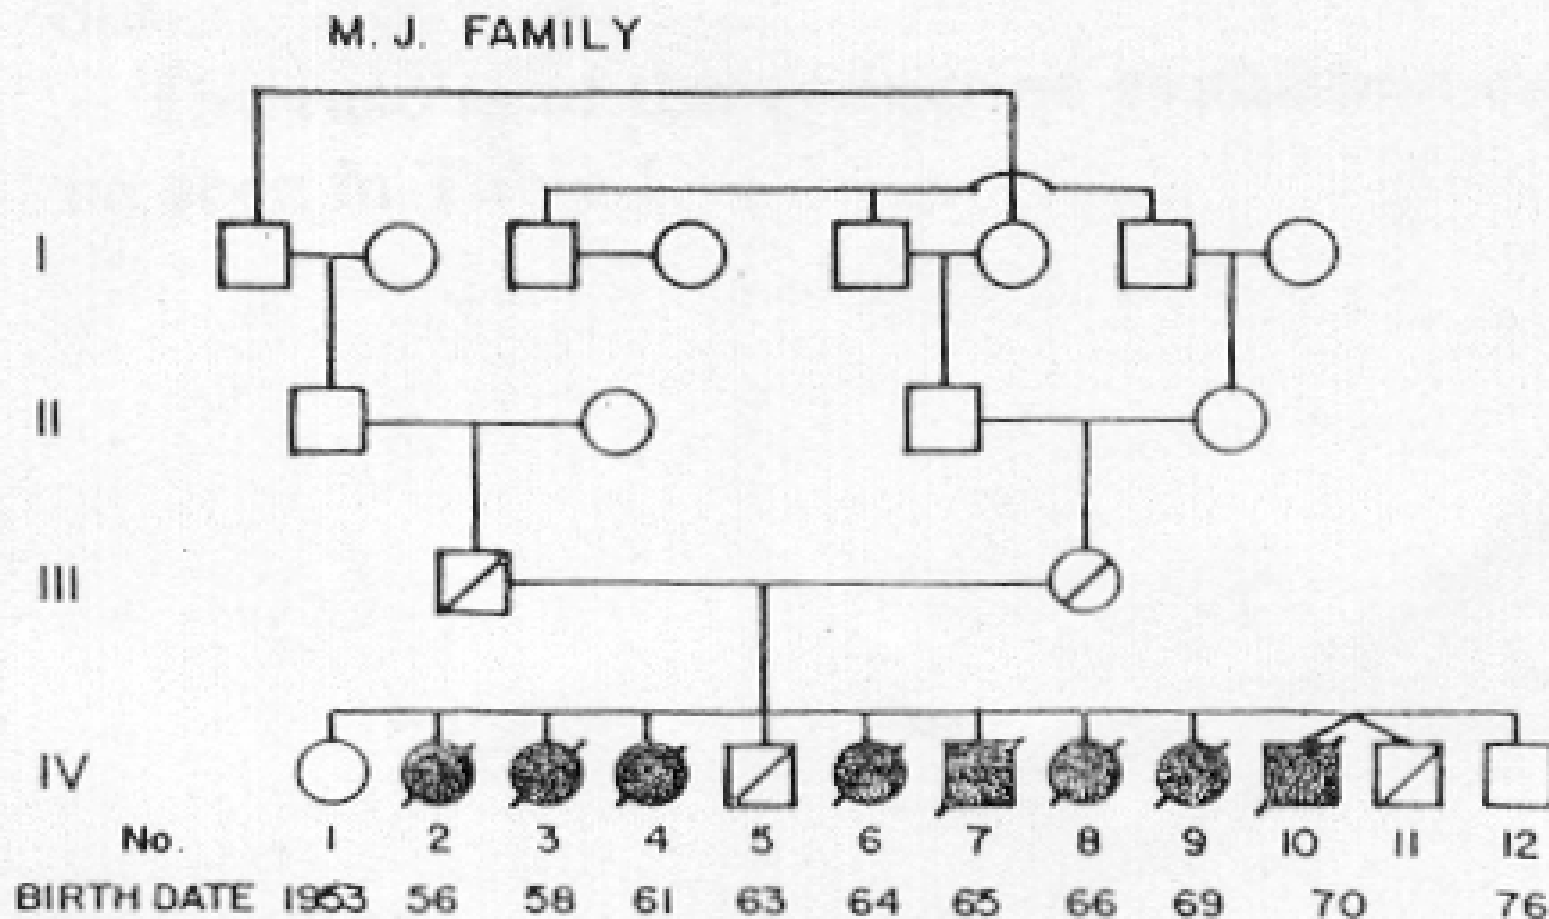 M. J. FAMILY
I
II
III
IV
No. 1 2 3 4 5 6 7 8 9 10 11 12
BIRTH DATE 1953 56 58 61 63 64 65 66 69 70 76